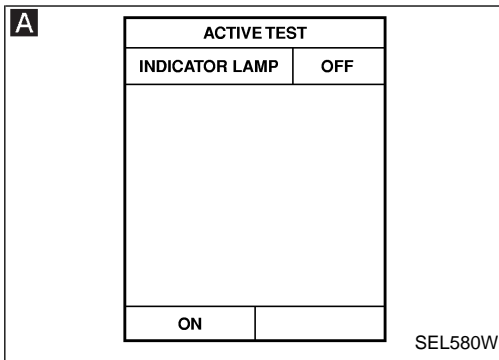 A
ACTIVE TEST
INDICATOR LAMP OFF
ON
SEL580W